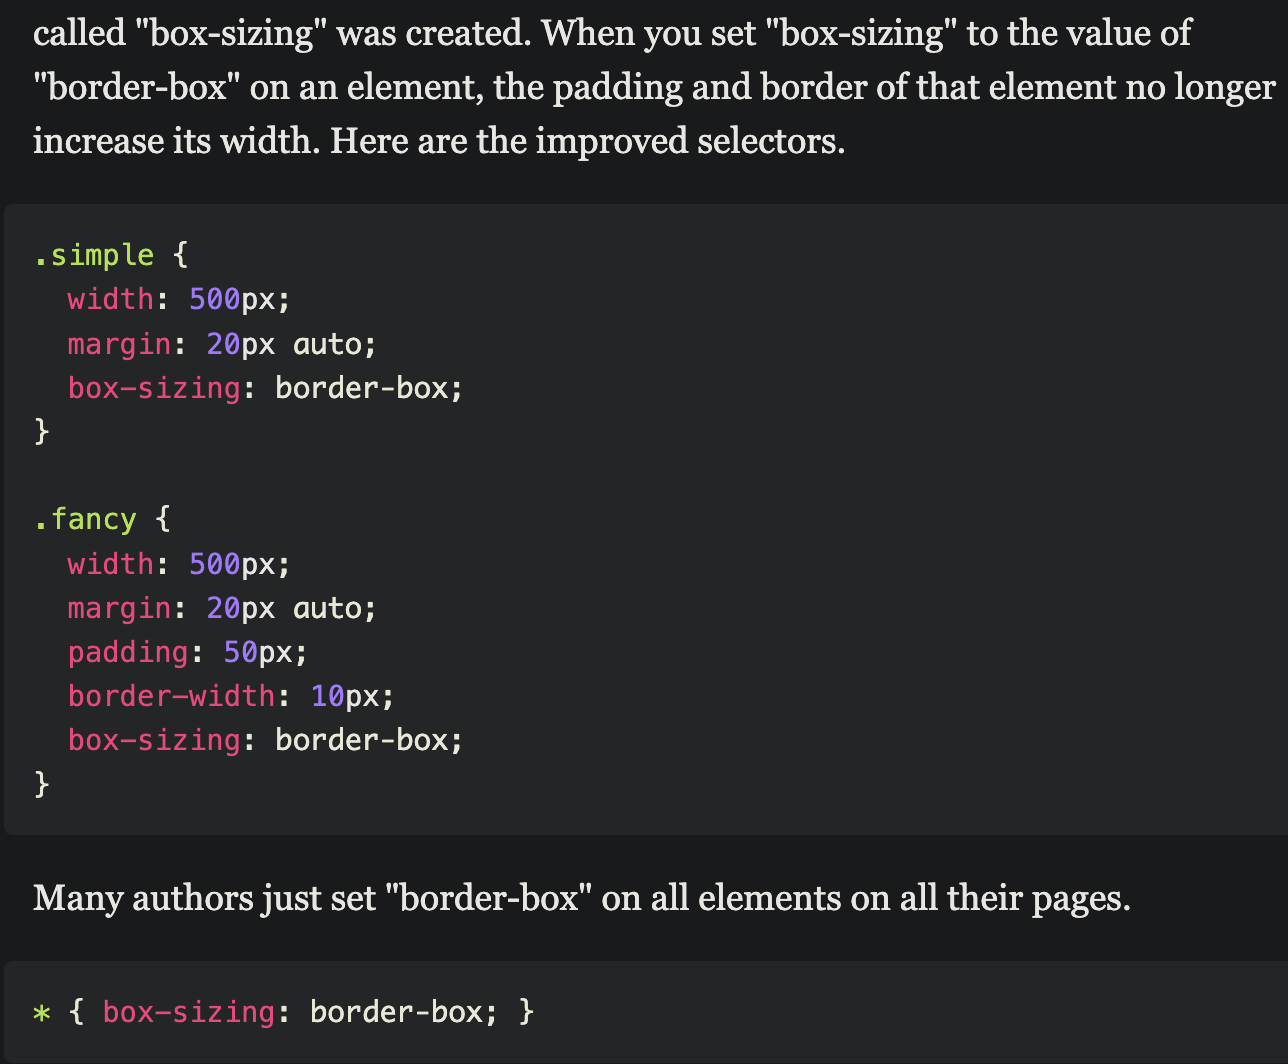 called "box-sizing" was created. When you set "box-sizing" to the value of
"border-box" on an element, the padding and border of that element no longer
increase its width. Here are the improved selectors.
.simple {
  width: 500px;
  margin: 20px auto;
  box-sizing: border-box;
}
.fancy {
  width: 500px;
  margin: 20px auto;
  padding: 50px;
  border-width: 10px;
  box-sizing: border-box;
}
Many authors just set "border-box" on all elements on all their pages.
* { box-sizing: border-box; }